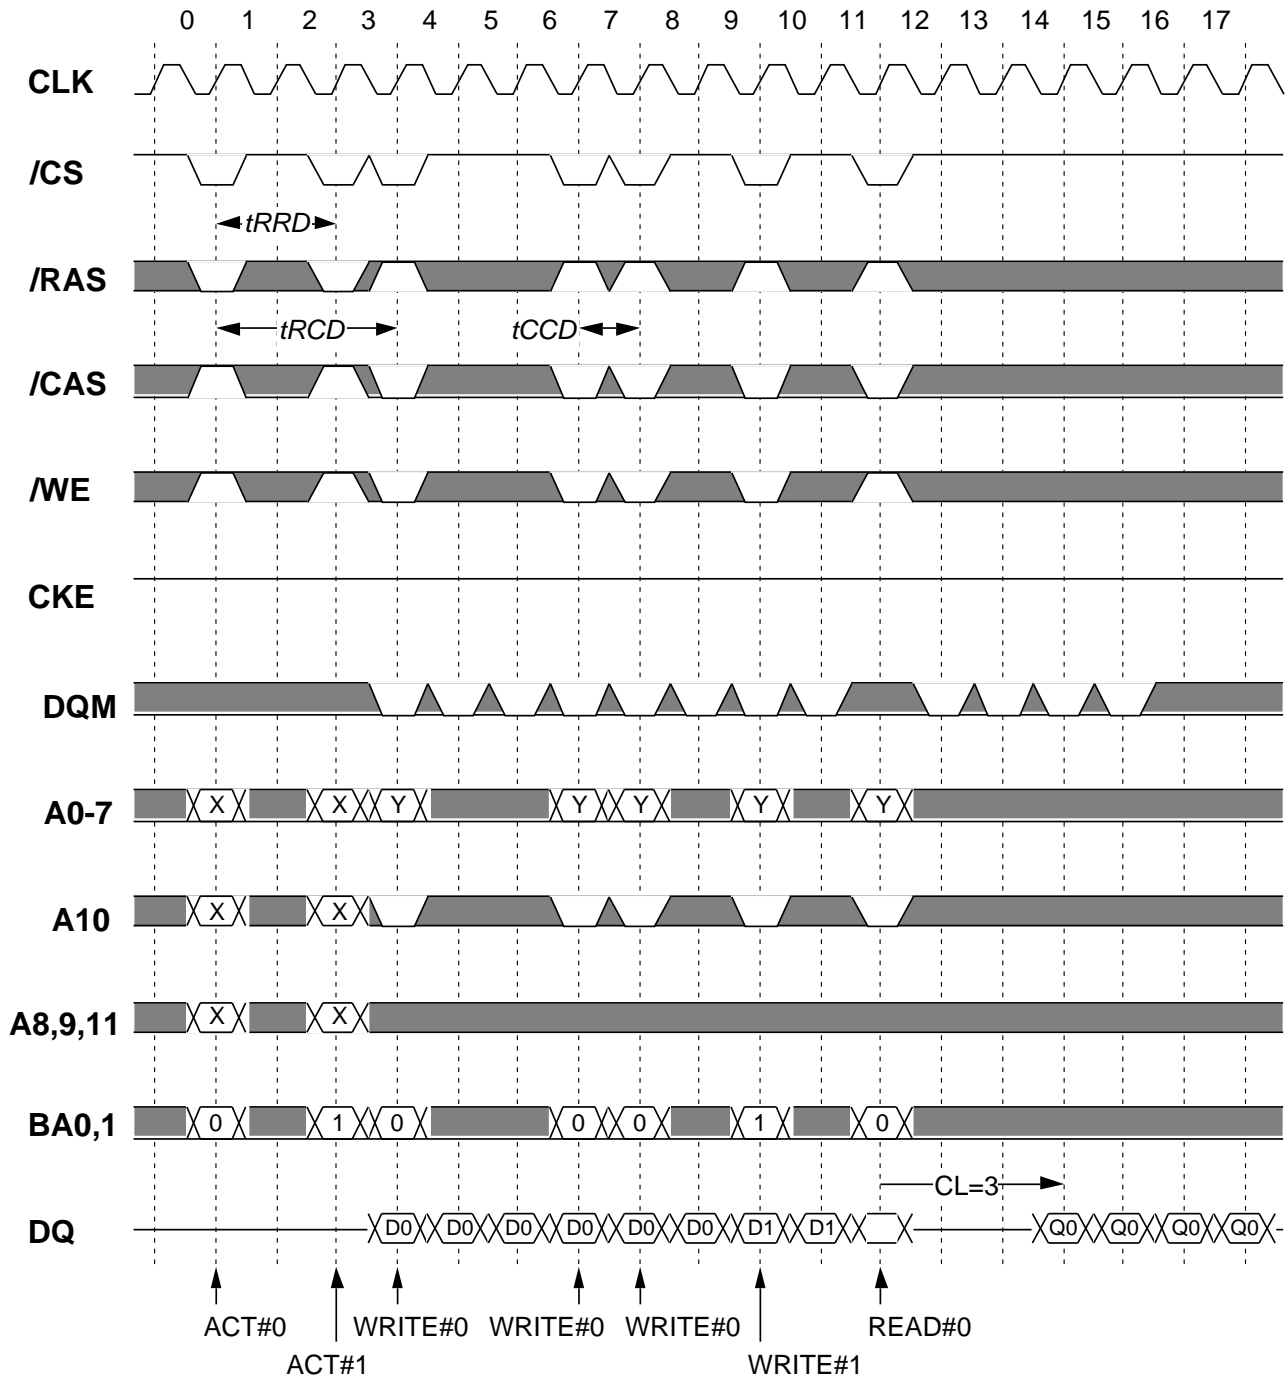 0 1 2 3 4 5 6 7 8 9 10 11 12 13 14 15 16 17
CLK
/CS
tRRD
/RAS
tRCD tCCD
/CAS
/WE
CKE
DQM
A0-7 X X Y Y Y Y Y
A10 X X
A8,9,11 X X
BA0,1 0 1 0 0 0 1 0
CL=3
DQ D0 D0 D0 D0 D0 D0 D1 D1 Q0 Q0 Q0 Q0
ACT#0 WRITE#0 WRITE#0 WRITE#0 READ#0
ACT#1 WRITE#1